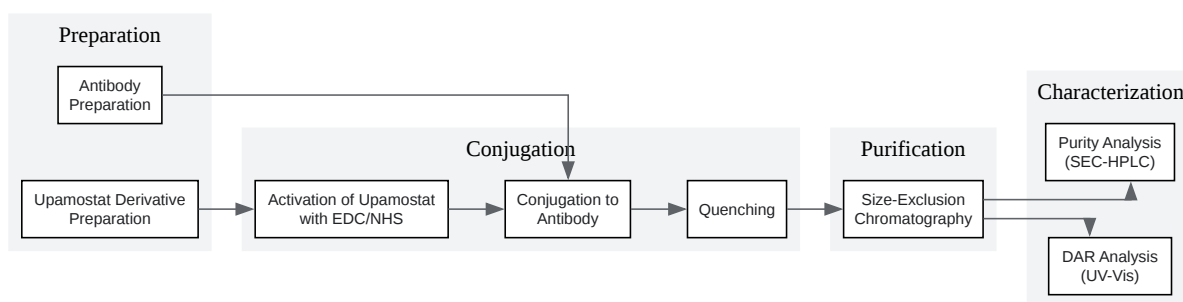 Preparation
Antibody
Preparation
Upamostat Derivative
Preparation
Conjugation
Activation of Upamostat
with EDC/NHS
Conjugation to
Antibody
Quenching
Purification
Size-Exclusion
Chromatography
Characterization
Purity Analysis
(SEC-HPLC)
DAR Analysis
(UV-Vis)